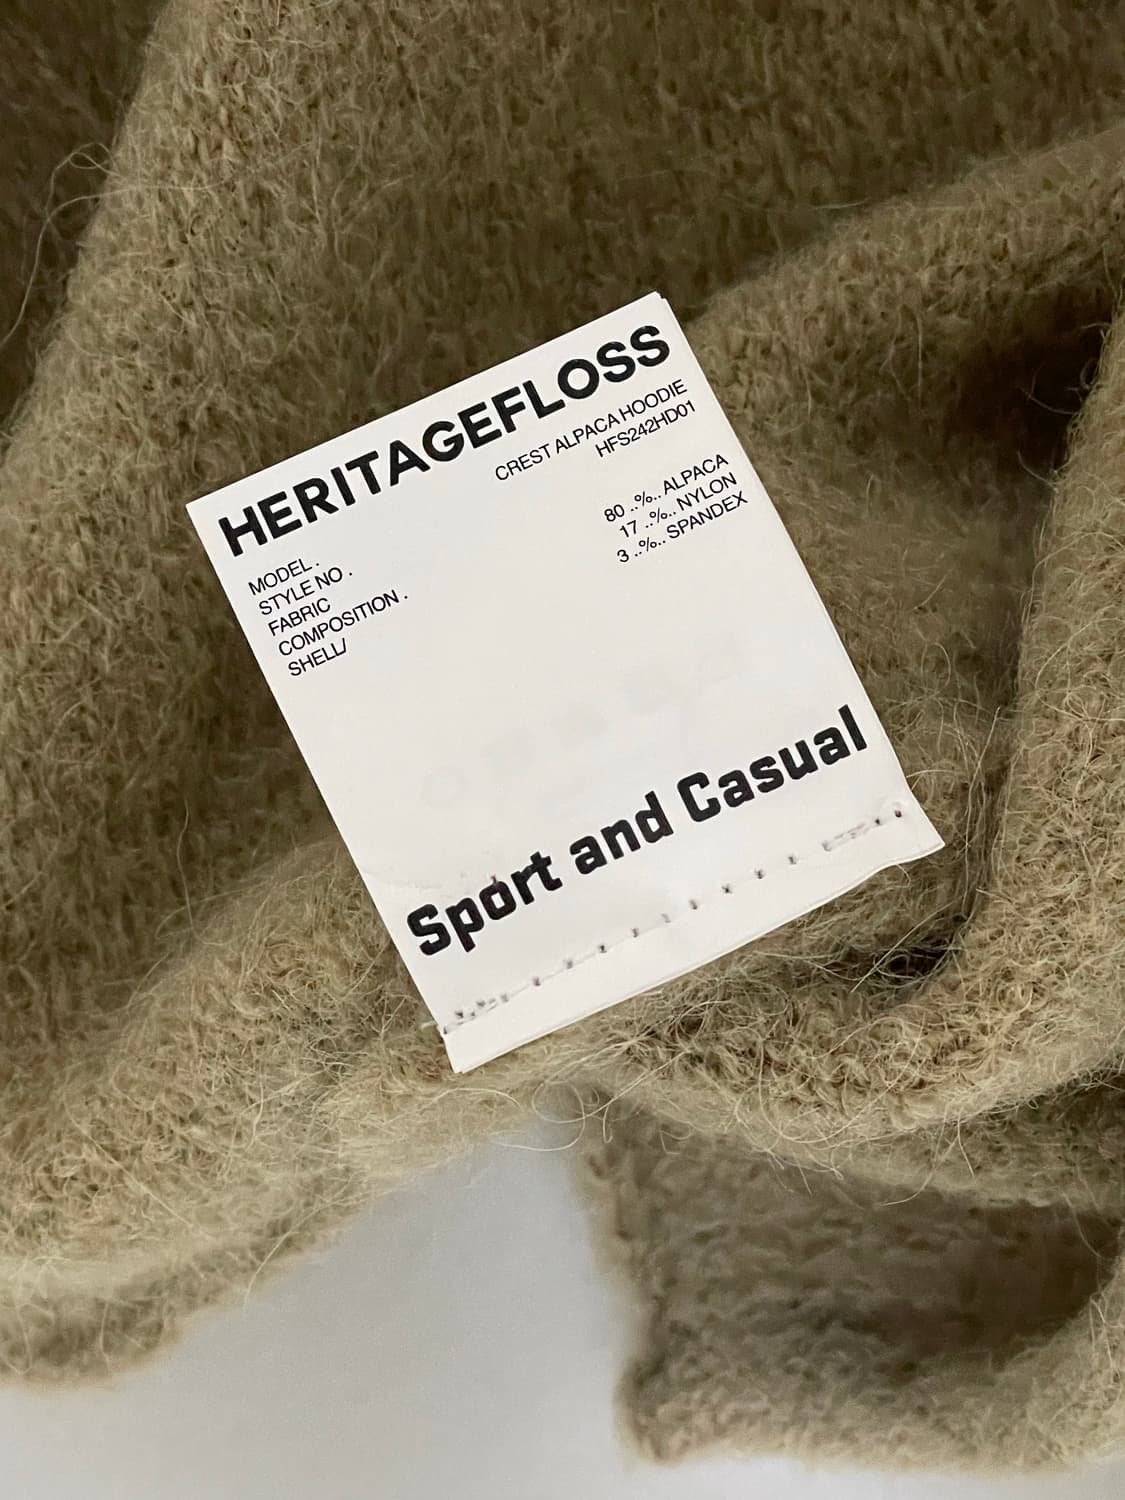 HERITAGEFLOSS
MODEL . CREST ALPACA HOODIE
STYLE NO . HFS242HD01
FABRIC
COMPOSITION .
SHELL/ 80 ..%.. ALPACA
17 ..%.. NYLON
3 ..%.. SPANDEX
Sport and Casual